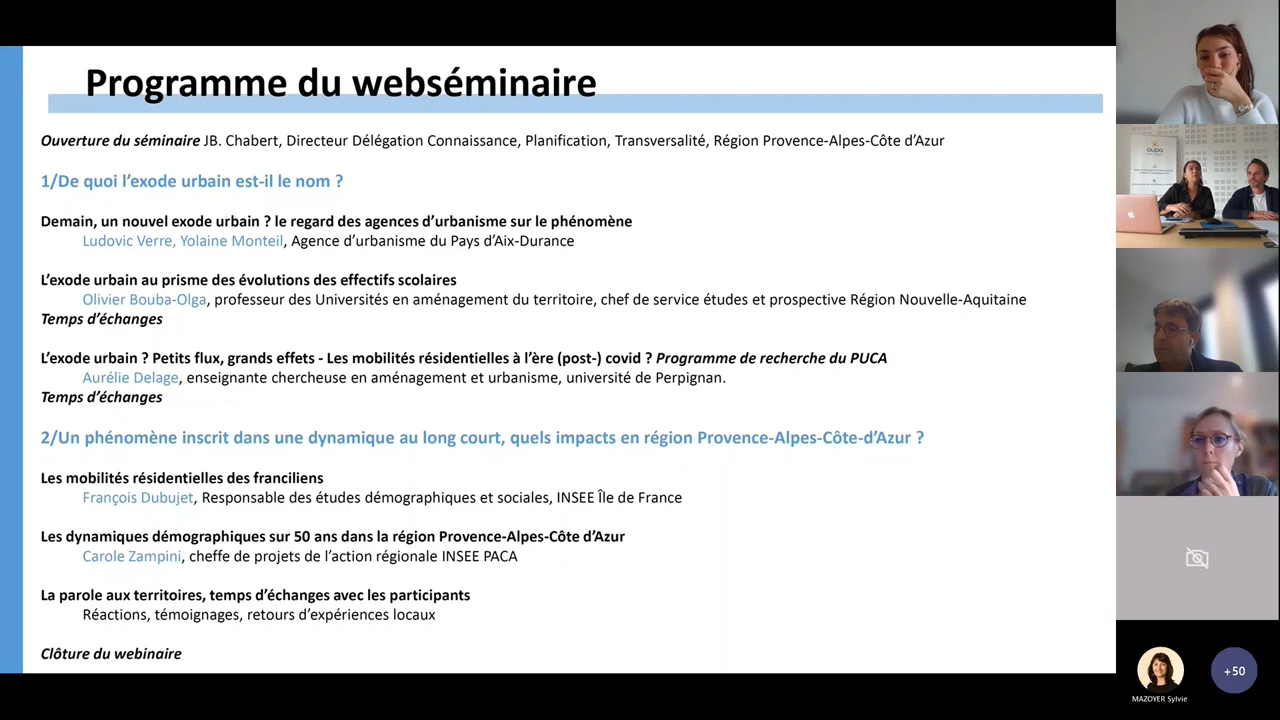 Programme du webséminaire
Ouverture du séminaire JB. Chabert, Directeur Délégation Connaissance, Planification, Transversalité, Région Provence-Alpes-Côte d’Azur
1/De quoi l’exode urbain est-il le nom ?
Demain, un nouvel exode urbain ? le regard des agences d’urbanisme sur le phénomène
Ludovic Verre, Yolaine Monteil, Agence d’urbanisme du Pays d’Aix-Durance
L’exode urbain au prisme des évolutions des effectifs scolaires
Olivier Bouba-Olga, professeur des Universités en aménagement du territoire, chef de service études et prospective Région Nouvelle-Aquitaine
Temps d’échanges
L’exode urbain ? Petits flux, grands effets - Les mobilités résidentielles à l’ère (post-) covid ? Programme de recherche du PUCA
Aurélie Delage, enseignante chercheuse en aménagement et urbanisme, université de Perpignan.
Temps d’échanges
2/Un phénomène inscrit dans une dynamique au long court, quels impacts en région Provence-Alpes-Côte-d’Azur ?
Les mobilités résidentielles des franciliens
François Dubujet, Responsable des études démographiques et sociales, INSEE Île de France
Les dynamiques démographiques sur 50 ans dans la région Provence-Alpes-Côte d’Azur
Carole Zampini, cheffe de projets de l’action régionale INSEE PACA
La parole aux territoires, temps d’échanges avec les participants
Réactions, témoignages, retours d’expériences locaux
Clôture du webinaire
aupa
MAZOYER Sylvie
+50